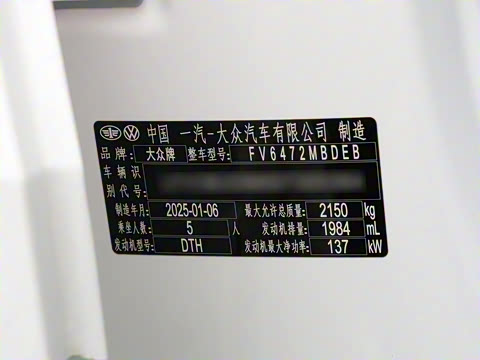 中国 一汽-大众汽车有限公司 制造
品牌: 大众牌 整车型号: FV6472MBDEB
车辆识
别代号:
制造年月: 2025-01-06 最大允许总质量: 2150 kg
乘坐人数: 5 人 发动机排量: 1984 mL
发动机型号: DTH 发动机最大净功率: 137 kW